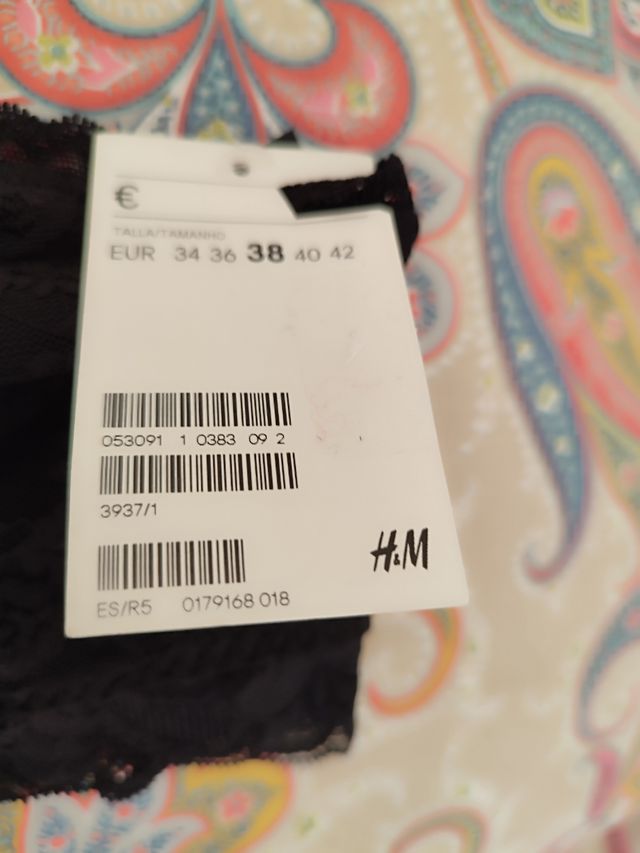 €
TALLA/TAMANHO
EUR 34 36 38 40 42
053091 1 0383 09 2
3937/1
H&M
ES/R5 0179168 018